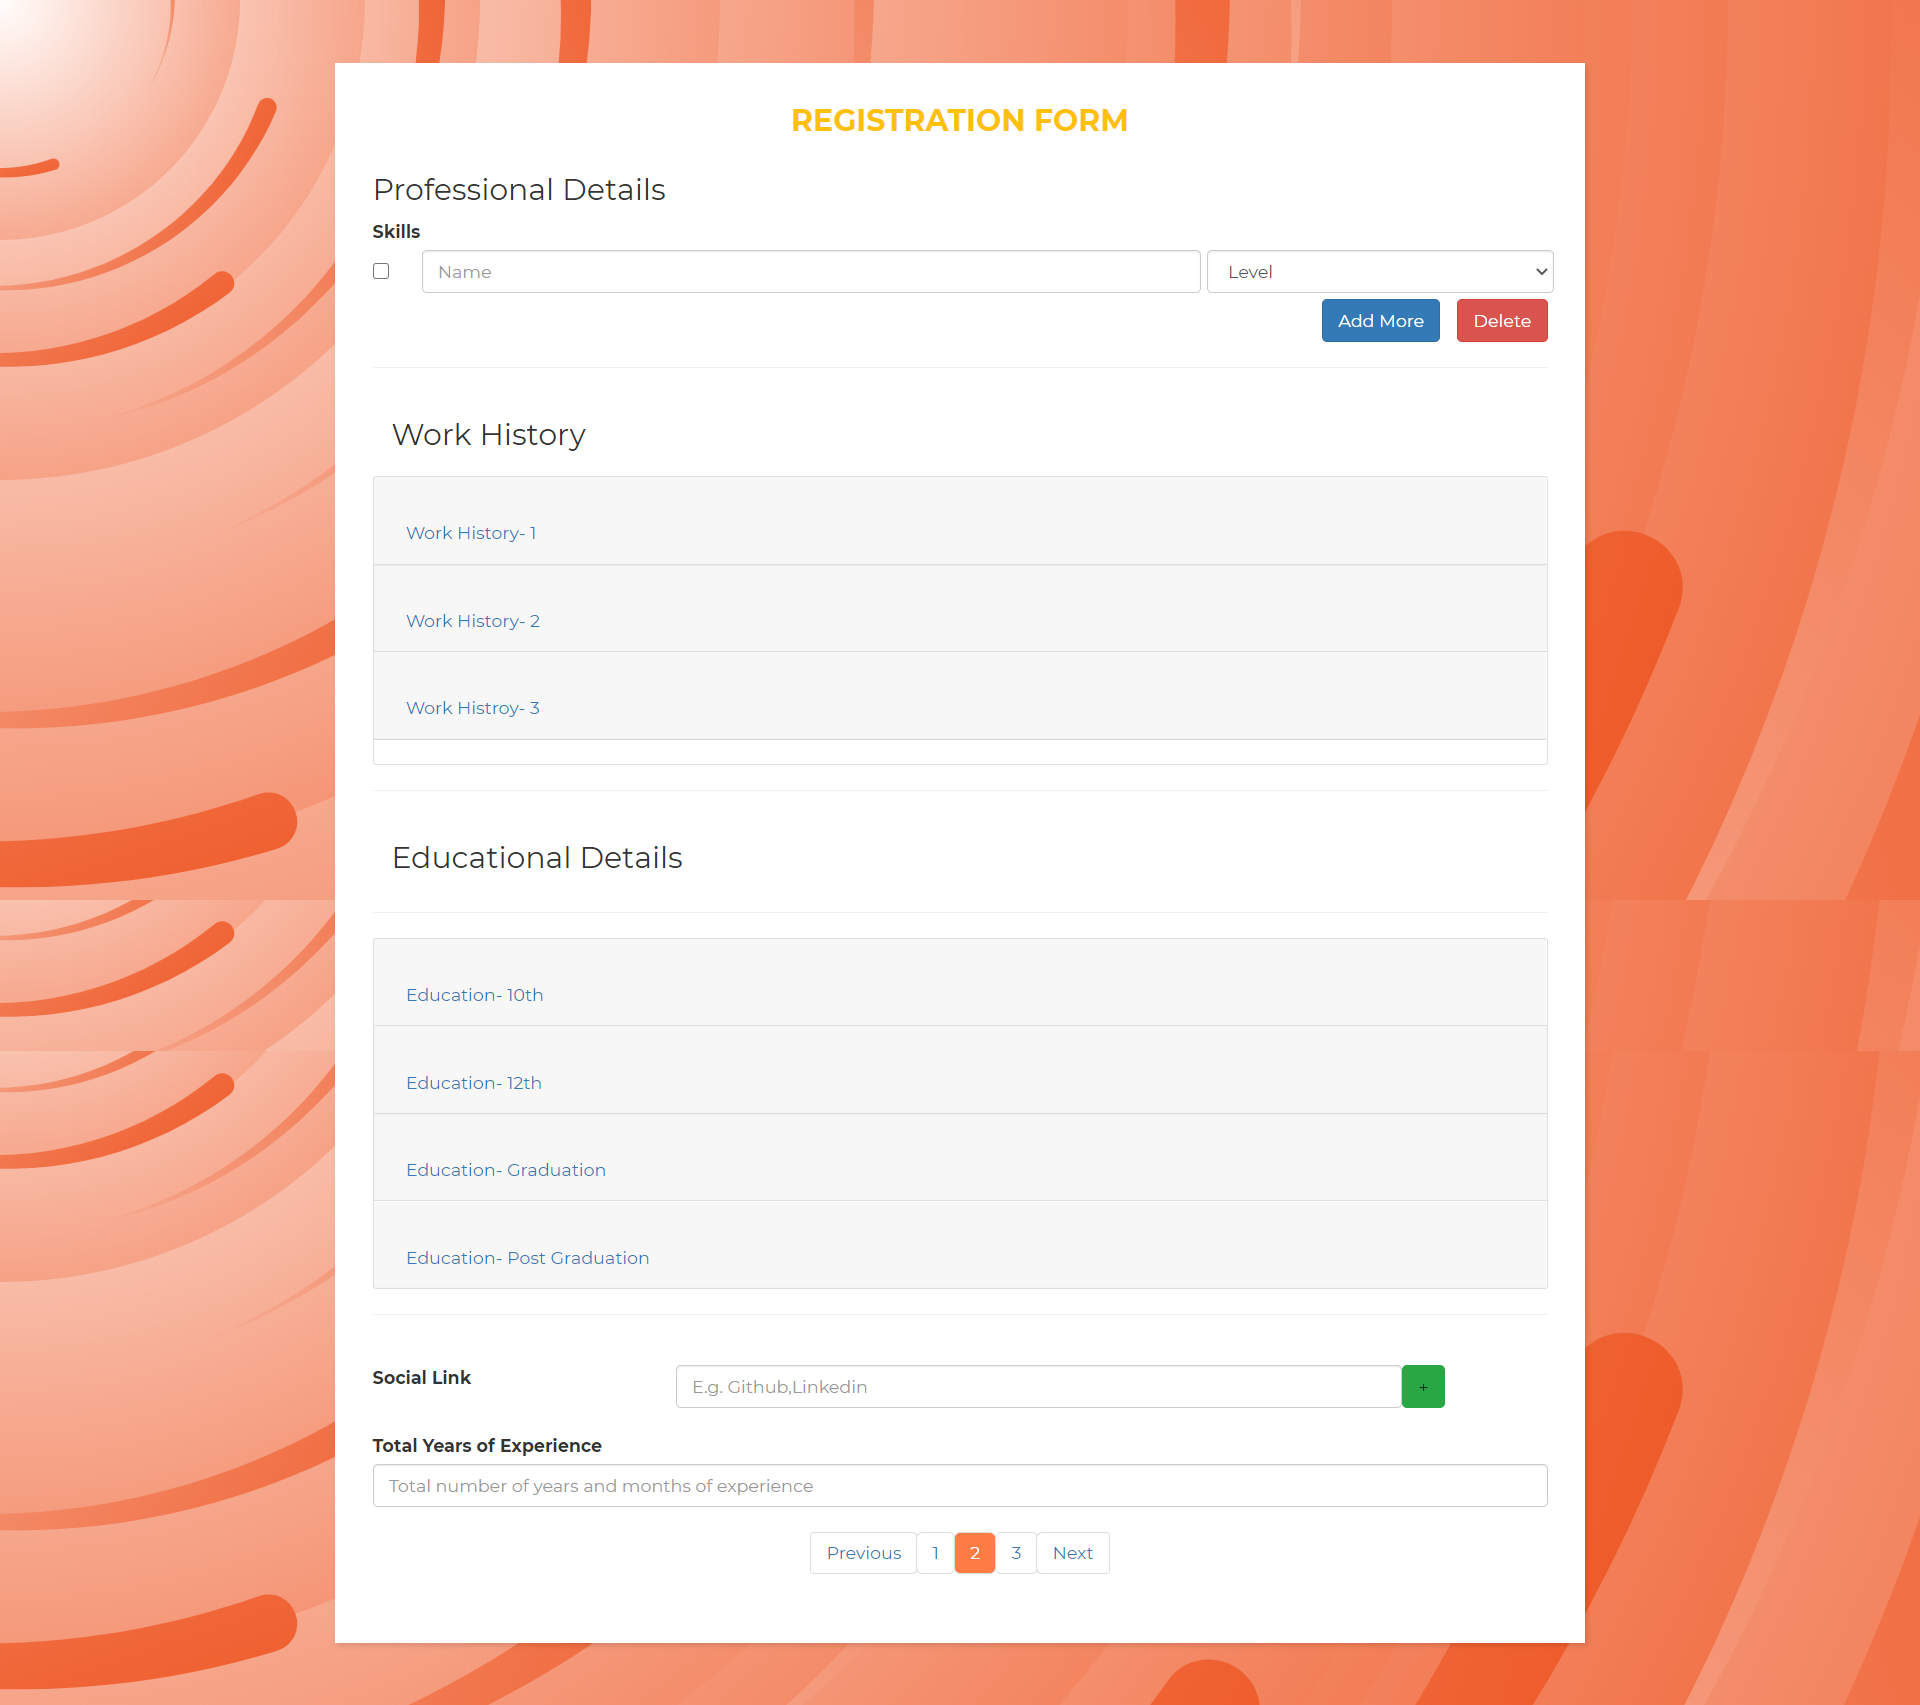 REGISTRATION FORM
Professional Details
Skills
Name
Level
Add More Delete
Work History
Work History- 1
Work History- 2
Work Histroy- 3
Educational Details
Education- 10th
Education- 12th
Education- Graduation
Education- Post Graduation
Social Link
E.g. Github,Linkedin
+
Total Years of Experience
Total number of years and months of experience
Previous 1 2 3 Next